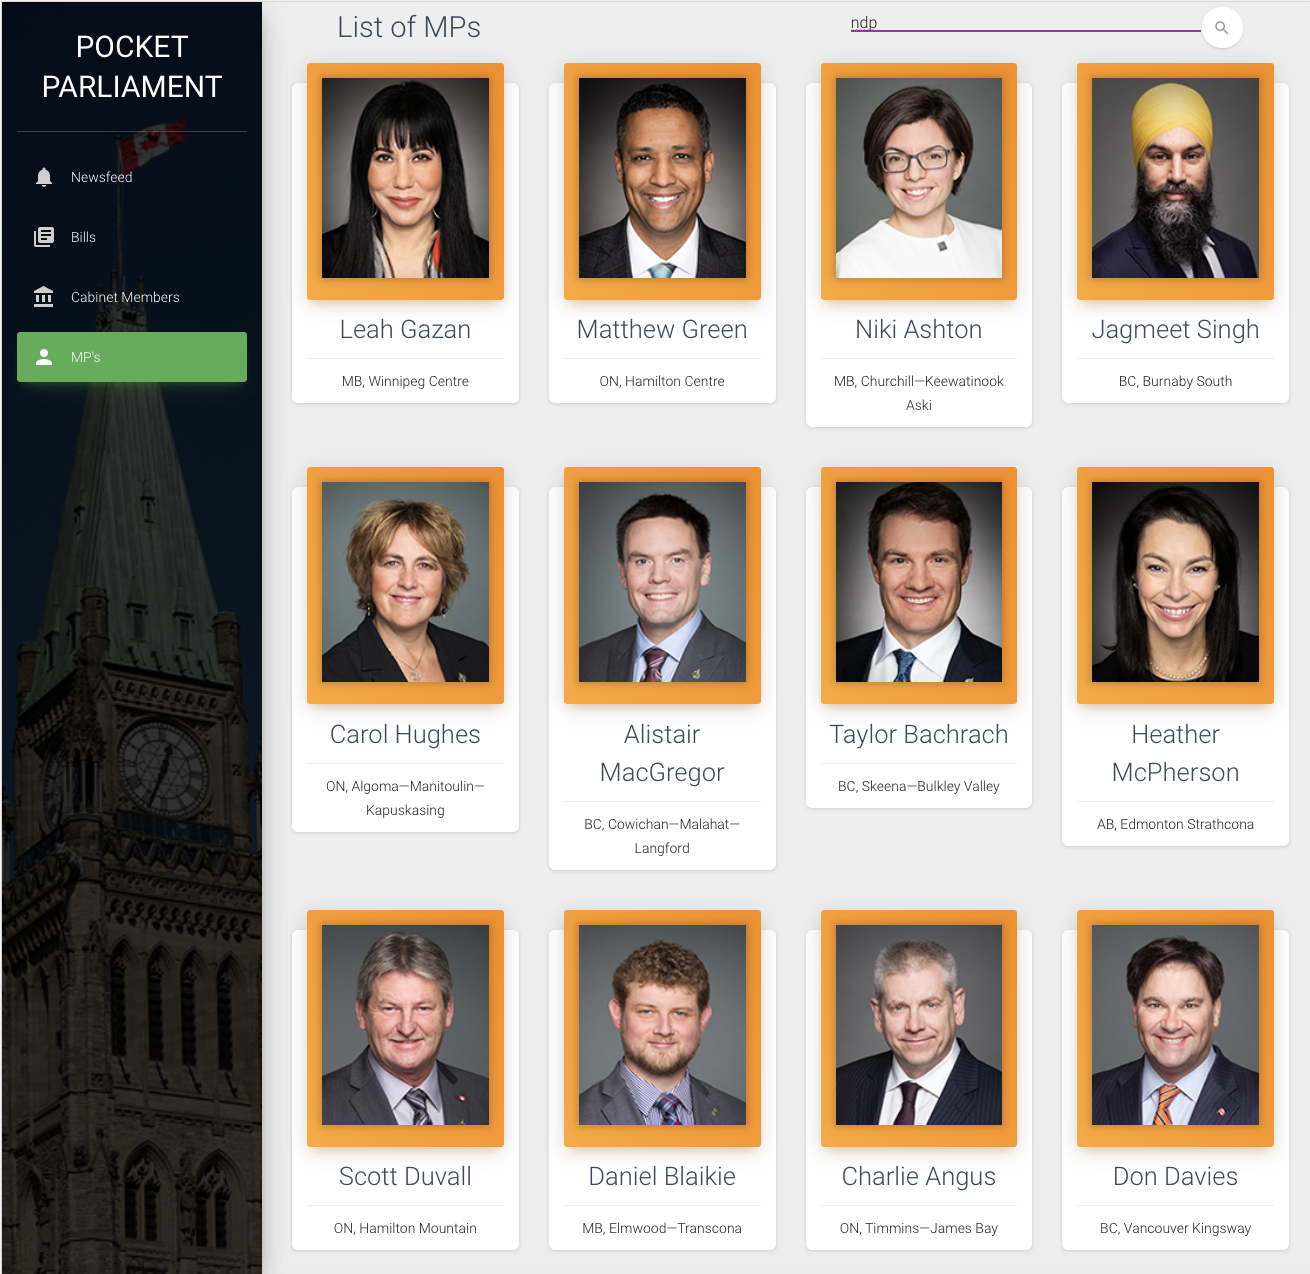 POCKET
PARLIAMENT
Newsfeed
Bills
Cabinet Members
MP's
List of MPs
ndp
Leah Gazan
MB, Winnipeg Centre
Matthew Green
ON, Hamilton Centre
Niki Ashton
MB, Churchill—Keewatinook
Aski
Jagmeet Singh
BC, Burnaby South
Carol Hughes
ON, Algoma—Manitoulin—
Kapuskasing
Alistair
MacGregor
BC, Cowichan—Malahat—
Langford
Taylor Bachrach
BC, Skeena—Bulkley Valley
Heather
McPherson
AB, Edmonton Strathcona
Scott Duvall
ON, Hamilton Mountain
Daniel Blaikie
MB, Elmwood—Transcona
Charlie Angus
ON, Timmins—James Bay
Don Davies
BC, Vancouver Kingsway